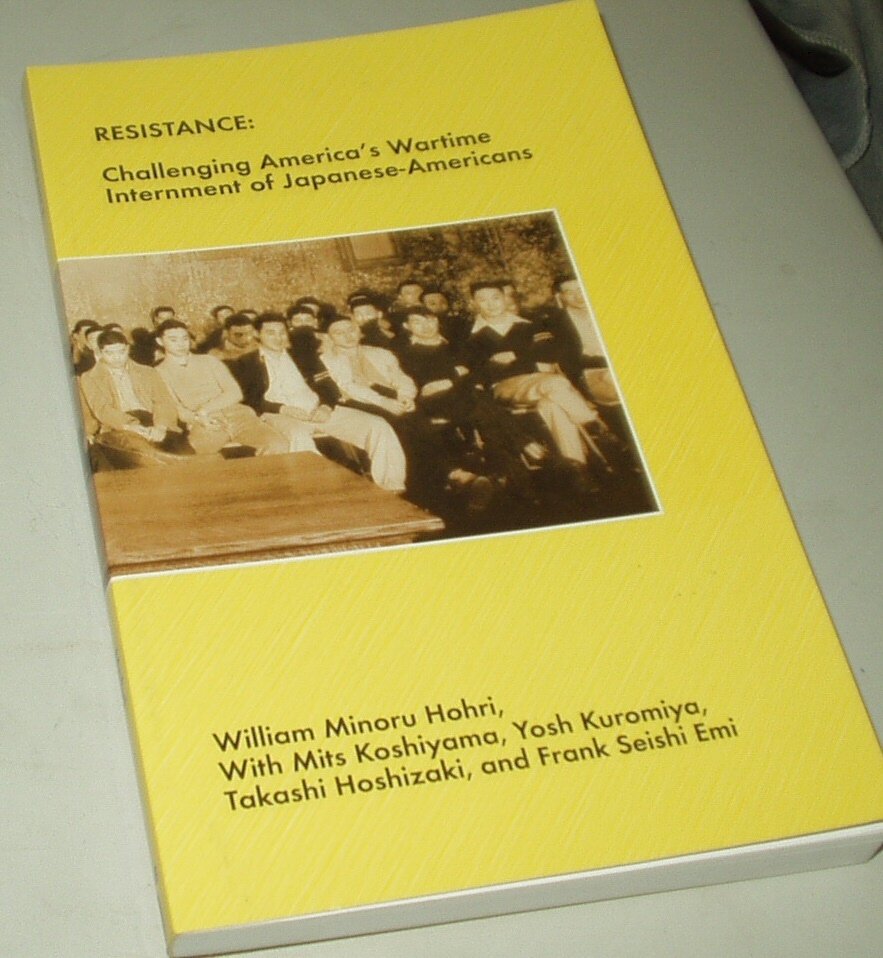 RESISTANCE:
Challenging America's Wartime
Internment of Japanese-Americans
William Minoru Hohri,
With Mits Koshiyama, Yosh Kuromiya,
Takashi Hoshizaki, and Frank Seishi Emi